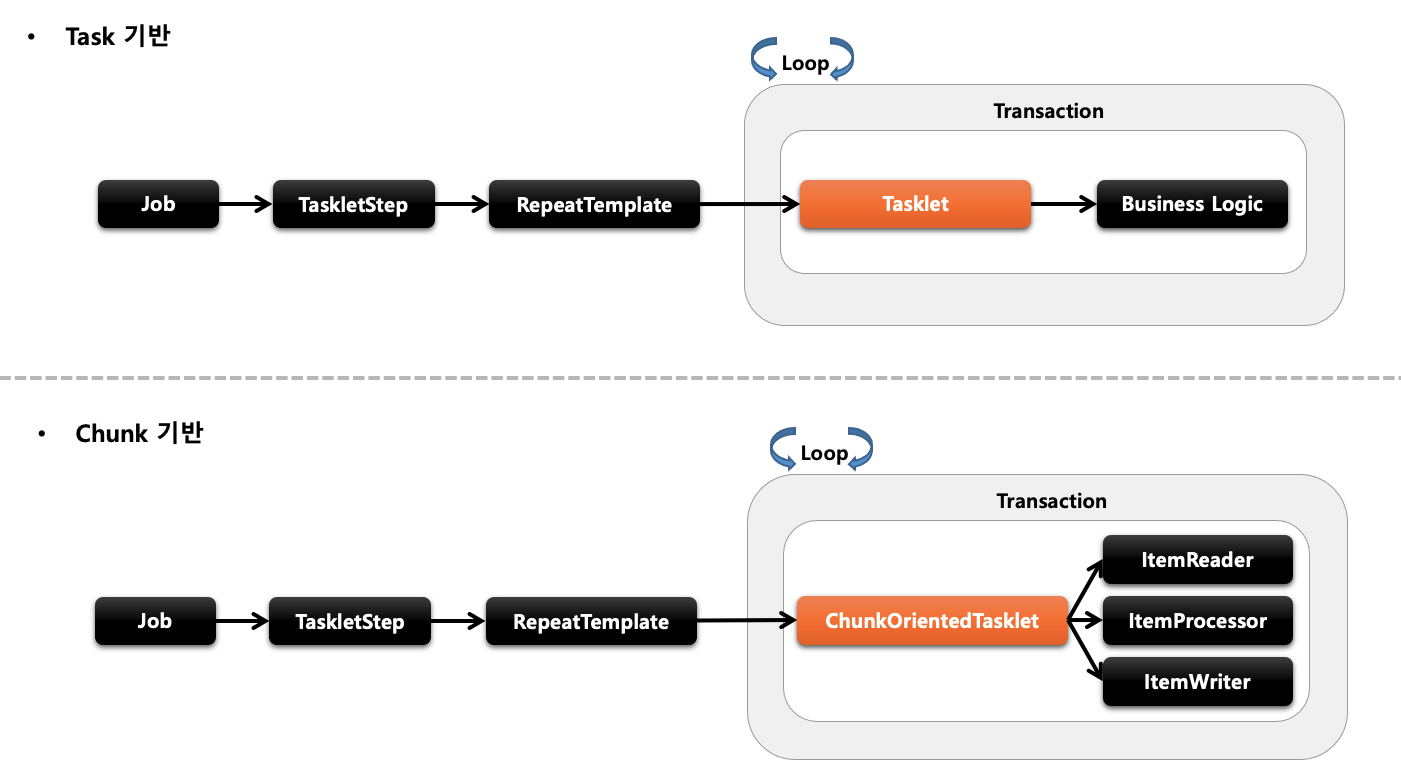 • Task 기반
Loop
Transaction
Job
TaskletStep
RepeatTemplate
Tasklet
Business Logic
• Chunk 기반
Loop
Transaction
Job
TaskletStep
RepeatTemplate
ChunkOrientedTasklet
ItemReader
ItemProcessor
ItemWriter